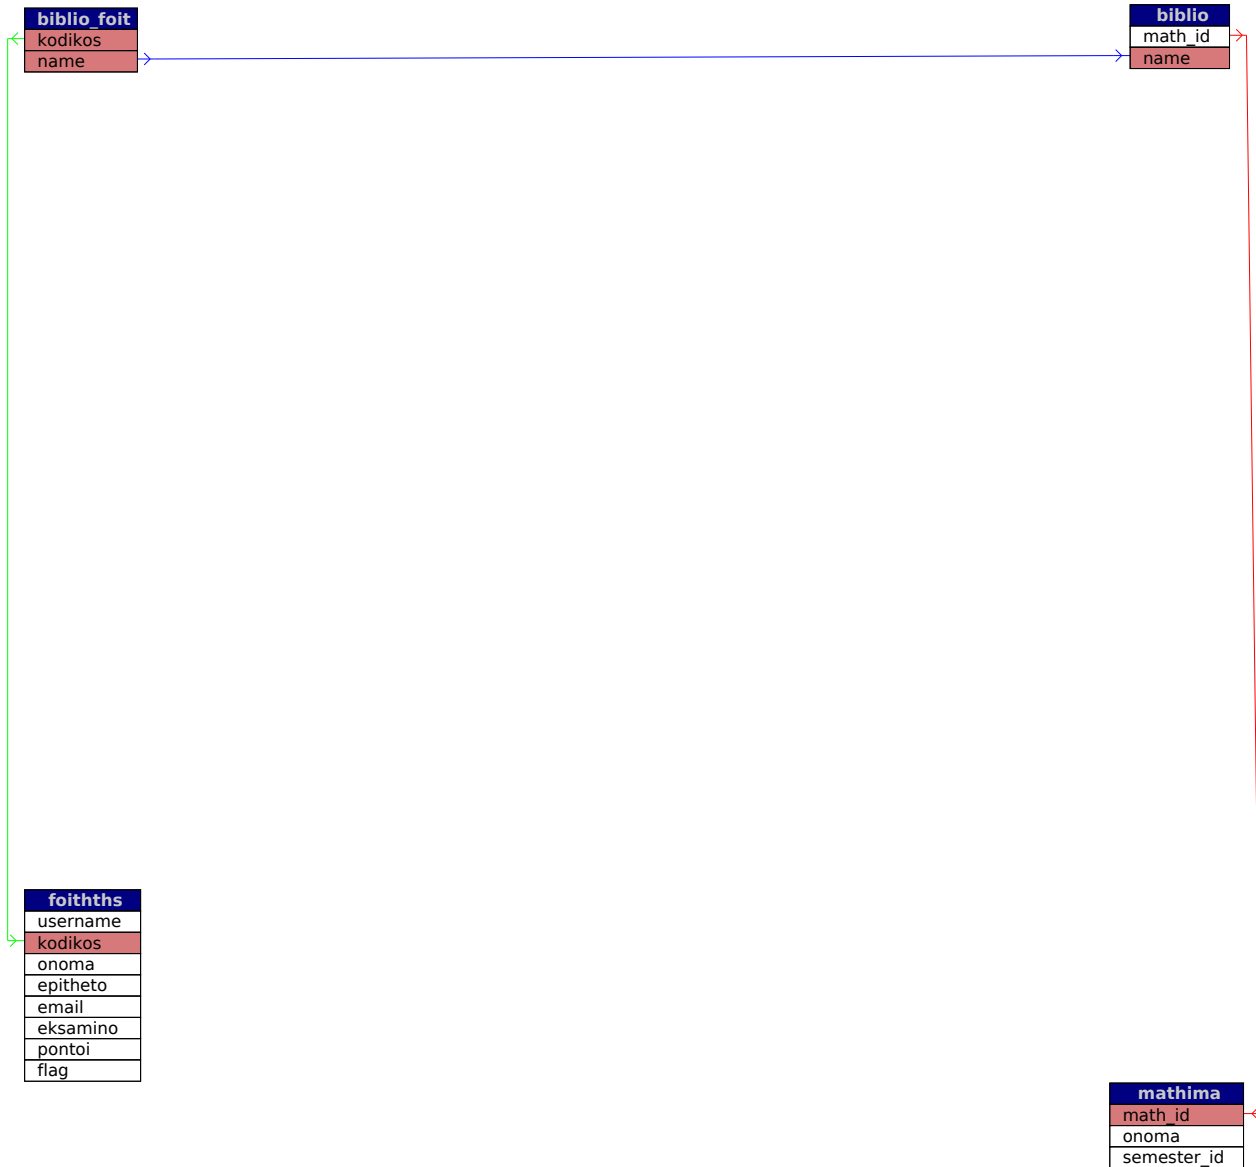 biblio_foit
kodikos
name
biblio
math_id
name
foithths
username
kodikos
onoma
epitheto
email
eksamino
pontoi
flag
mathima
math_id
onoma
semester_id